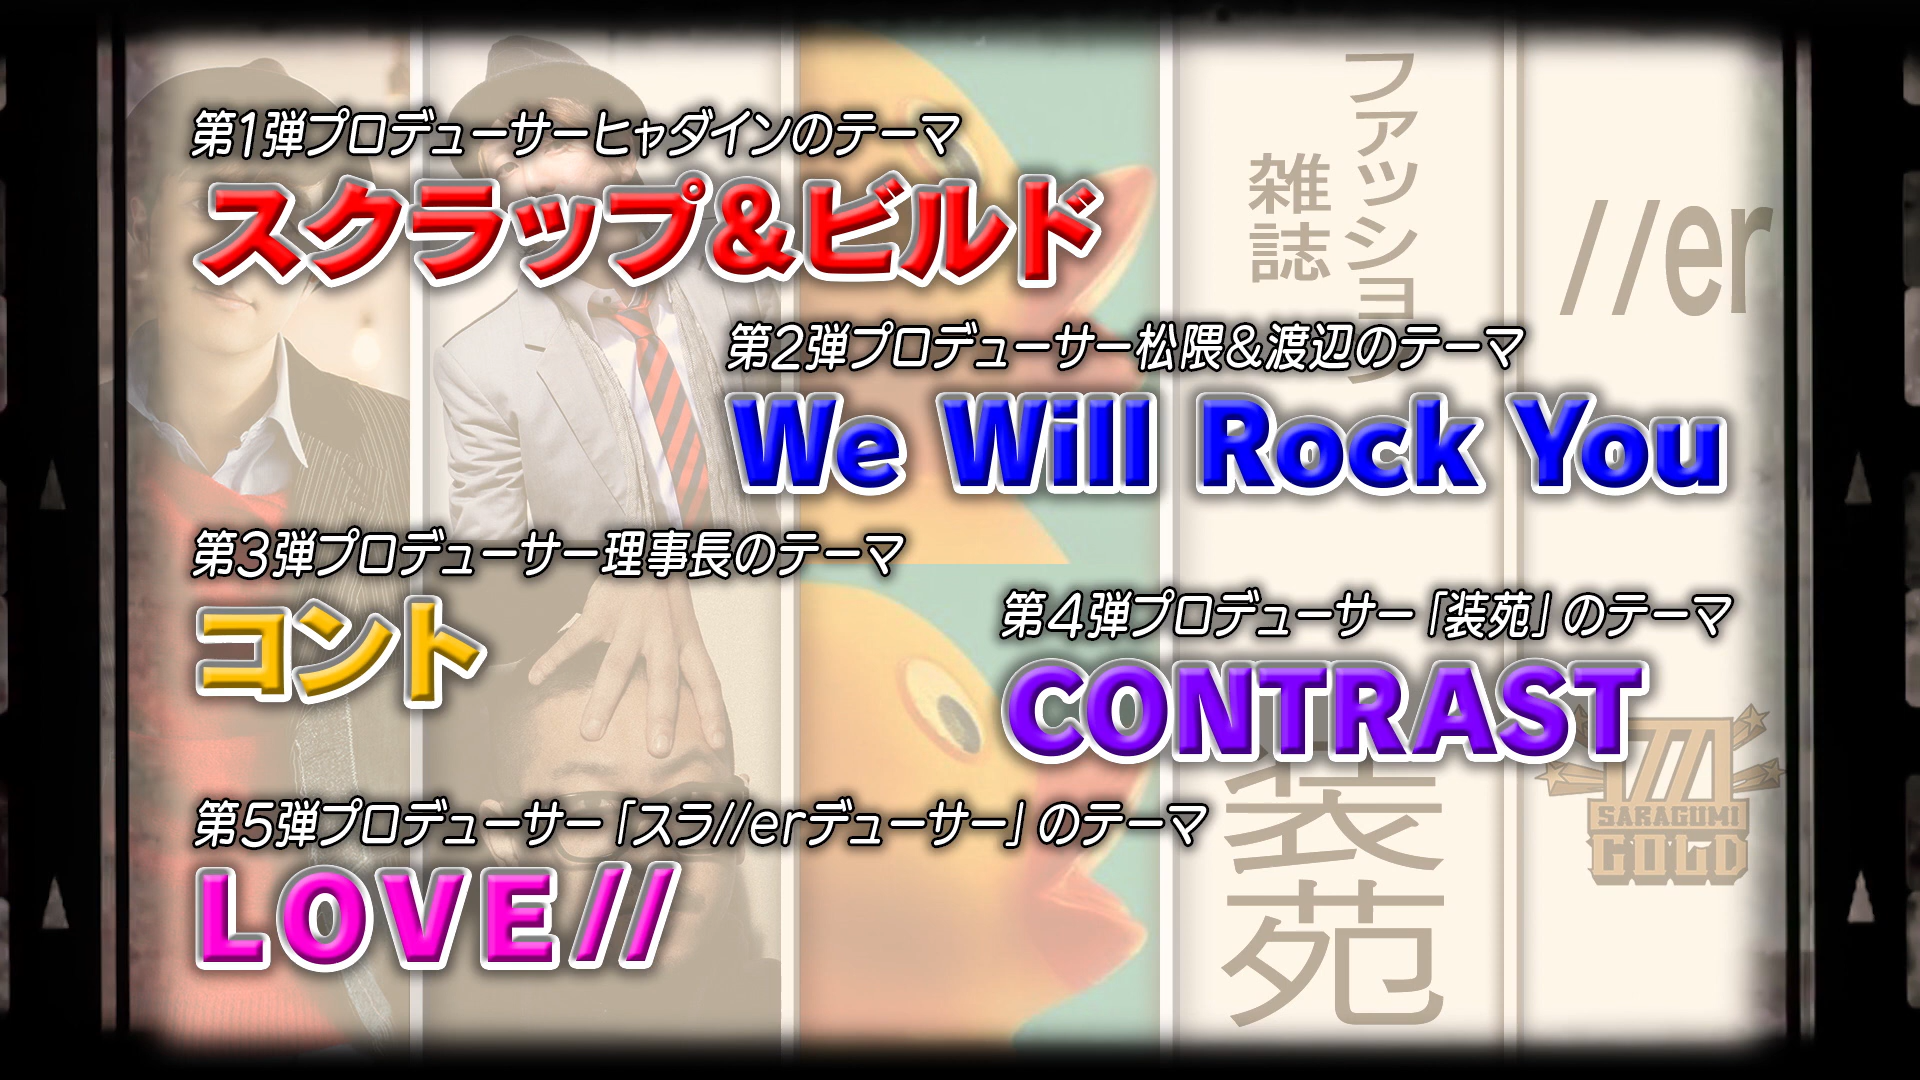 第1弾プロデューサーヒャダインのテーマ
スクラップ&ビルド
第2弾プロデューサー松隈&渡辺のテーマ
We Will Rock You
第3弾プロデューサー理事長のテーマ
コント
第4弾プロデューサー「装苑」のテーマ
CONTRAST
第5弾プロデューサー「スラ//erデューサー」のテーマ
LOVE//
ファッション
雑誌
装苑
//er
SARAGUMI
GOLD